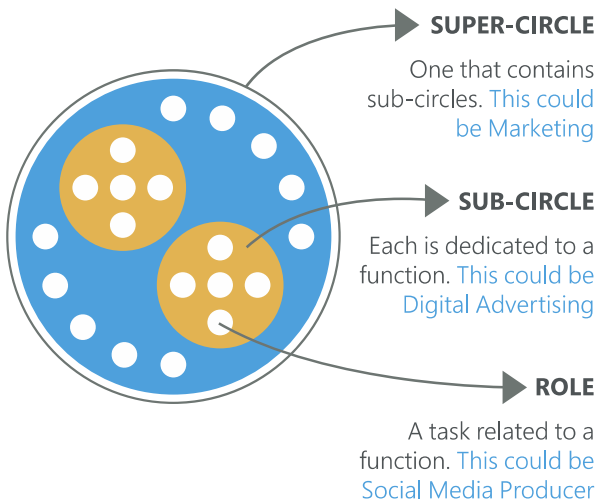 SUPER-CIRCLE
One that contains
sub-circles. This could
be Marketing
SUB-CIRCLE
Each is dedicated to a
function. This could be
Digital Advertising
ROLE
A task related to a
function. This could be
Social Media Producer